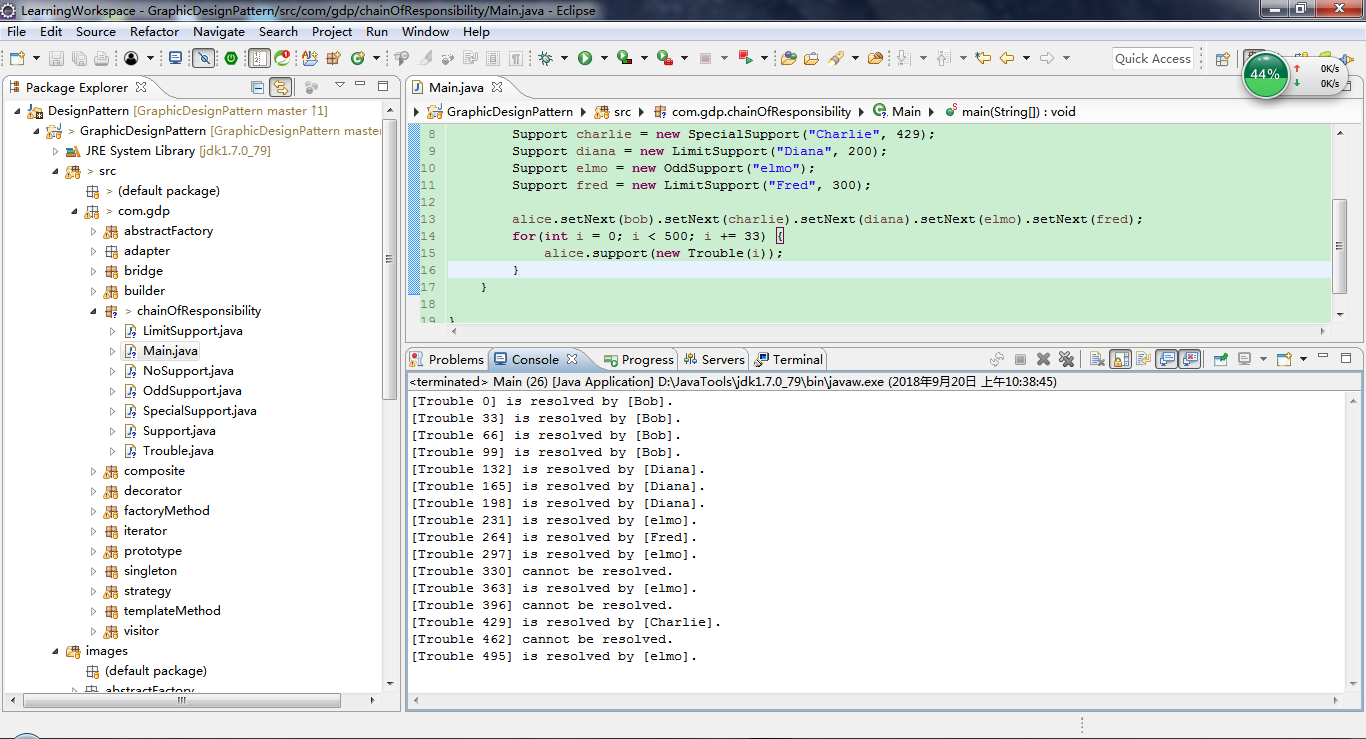 LearningWorkspace - GraphicDesignPattern/src/com/gdp/chainOfResponsibility/Main.java - Eclipse
File Edit Source Refactor Navigate Search Project Run Window Help
Quick Access
44%
0K/s
0K/s
Package Explorer
DesignPattern [GraphicDesignPattern master ↑1]
> GraphicDesignPattern [GraphicDesignPattern master
JRE System Library [jdk1.7.0_79]
> src
> (default package)
> com.gdp
abstractFactory
adapter
bridge
builder
> chainOfResponsibility
LimitSupport.java
Main.java
NoSupport.java
OddSupport.java
SpecialSupport.java
Support.java
Trouble.java
composite
decorator
factoryMethod
iterator
prototype
singleton
strategy
templateMethod
visitor
images
(default package)
abstractFactory
Main.java
GraphicDesignPattern src com.gdp.chainOfResponsibility Main main(String[]) : void
8 Support charlie = new SpecialSupport("Charlie", 429);
9 Support diana = new LimitSupport("Diana", 200);
10 Support elmo = new OddSupport("elmo");
11 Support fred = new LimitSupport("Fred", 300);
12
13 alice.setNext(bob).setNext(charlie).setNext(diana).setNext(elmo).setNext(fred);
14 for(int i = 0; i < 500; i += 33) {
15 alice.support(new Trouble(i));
16 }
17 }
18
19 }
Problems Console Progress Servers Terminal
<terminated> Main (26) [Java Application] D:\JavaTools\jdk1.7.0_79\bin\javaw.exe (2018年9月20日 上午10:38:45)
[Trouble 0] is resolved by [Bob].
[Trouble 33] is resolved by [Bob].
[Trouble 66] is resolved by [Bob].
[Trouble 99] is resolved by [Bob].
[Trouble 132] is resolved by [Diana].
[Trouble 165] is resolved by [Diana].
[Trouble 198] is resolved by [Diana].
[Trouble 231] is resolved by [elmo].
[Trouble 264] is resolved by [Fred].
[Trouble 297] is resolved by [elmo].
[Trouble 330] cannot be resolved.
[Trouble 363] is resolved by [elmo].
[Trouble 396] cannot be resolved.
[Trouble 429] is resolved by [Charlie].
[Trouble 462] cannot be resolved.
[Trouble 495] is resolved by [elmo].